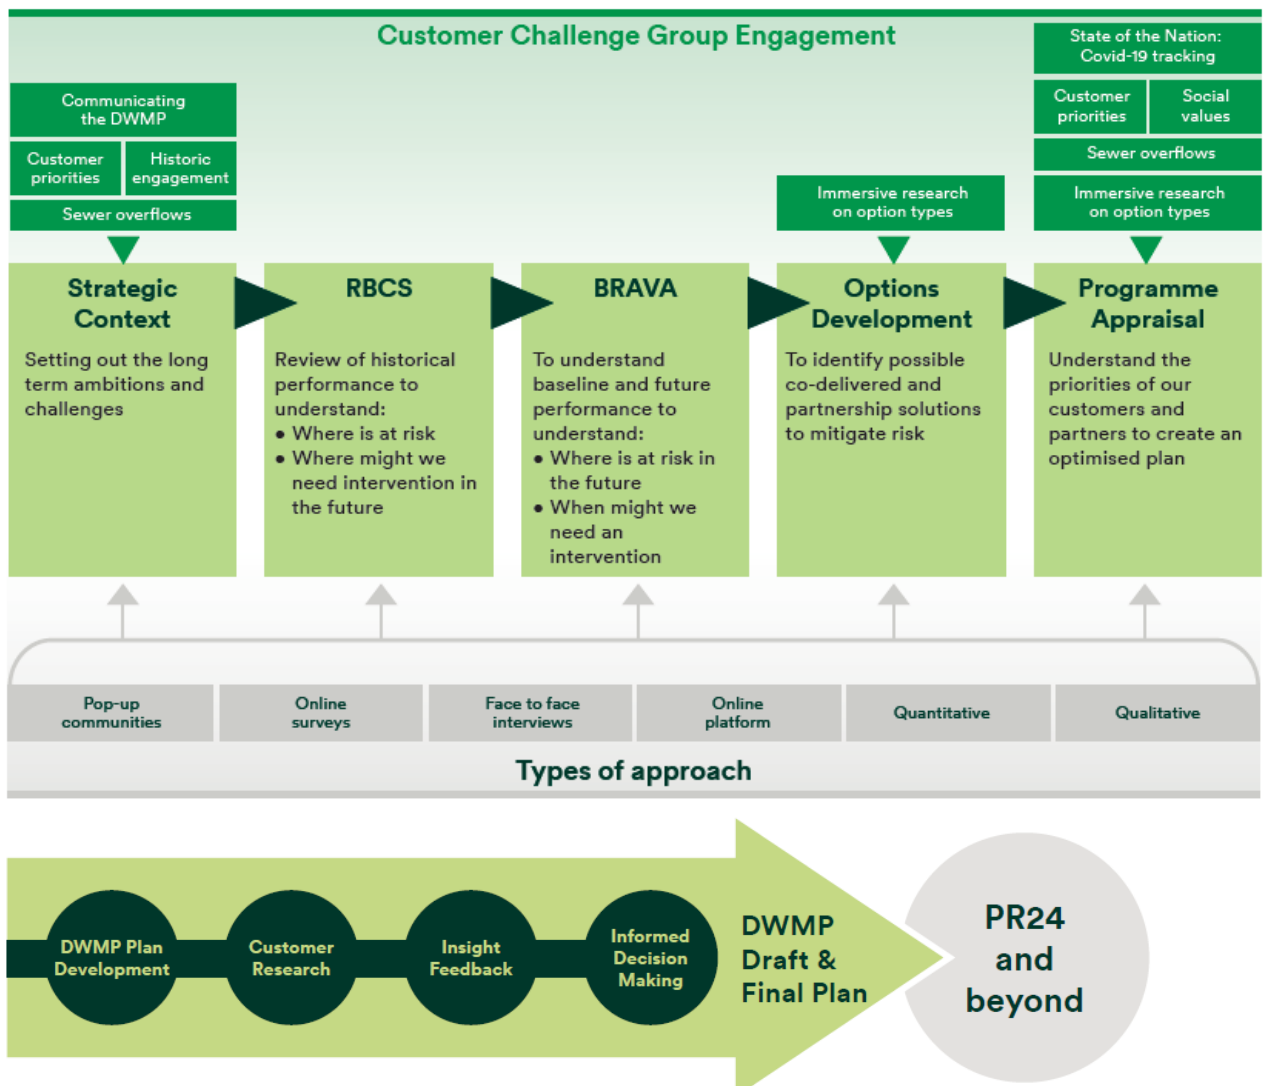 Customer Challenge Group Engagement
State of the Nation:
Covid-19 tracking
Customer
priorities
Social
values
Sewer overflows
Immersive research
on option types
Communicating
the DWMP
Customer
priorities
Historic
engagement
Sewer overflows
Immersive research
on option types
Strategic
Context
Setting out the long
term ambitions and
challenges
RBCS
Review of historical
performance to
understand:
• Where is at risk
• Where might we
need intervention in
the future
BRAVA
To understand
baseline and future
performance to
understand:
• Where is at risk in
the future
• When might we
need an
intervention
Options
Development
To identify possible
co-delivered and
partnership solutions
to mitigate risk
Programme
Appraisal
Understand the
priorities of our
customers and
partners to create an
optimised plan
Pop-up
communities
Online
surveys
Face to face
interviews
Online
platform
Quantitative
Qualitative
Types of approach
DWMP Plan
Development
Customer
Research
Insight
Feedback
Informed
Decision
Making
DWMP
Draft &
Final Plan
PR24
and
beyond